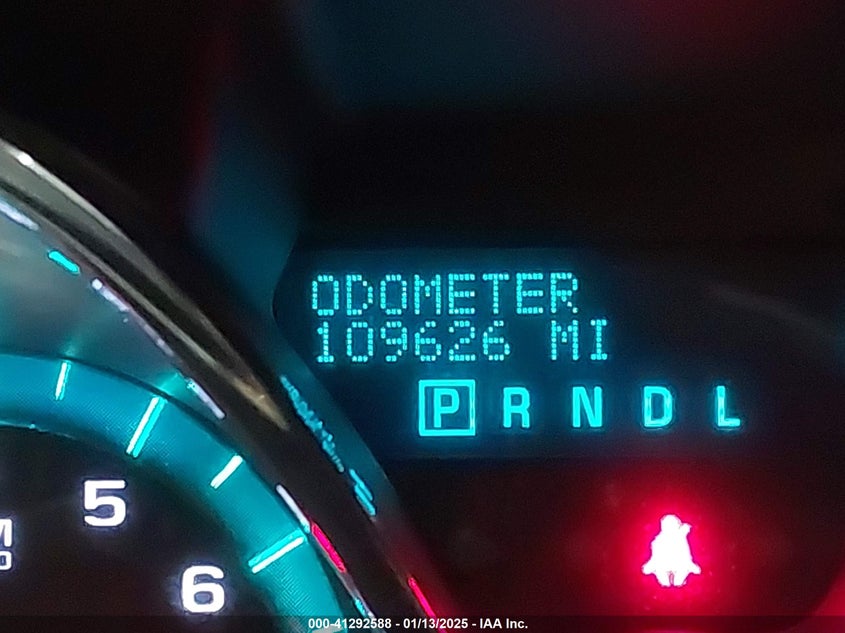 ODOMETER
109626 MI
P R N D L
5
6
000-41292588 - 01/13/2025 - IAA Inc.